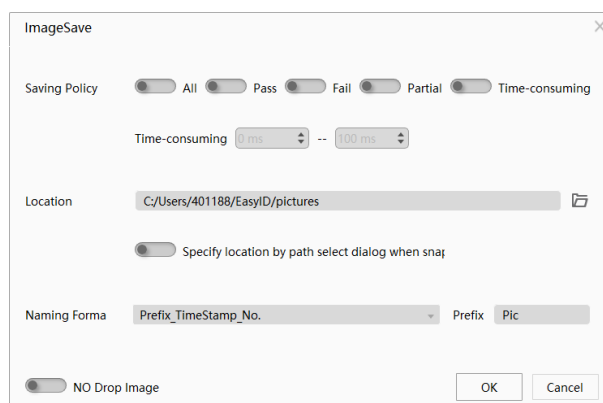 ImageSave
Saving Policy All Pass Fail Partial Time-consuming
Time-consuming 0 ms -- 100 ms
Location C:/Users/401188/EasyID/pictures
Specify location by path select dialog when snap
Naming Forma Prefix_TimeStamp_No. Prefix Pic
NO Drop Image OK Cancel